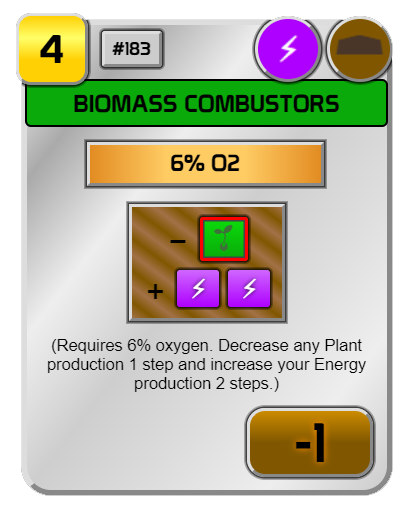 4
#183
BIOMASS COMBUSTORS
6% O2
-
+
(Requires 6% oxygen. Decrease any Plant
production 1 step and increase your Energy
production 2 steps.)
-1